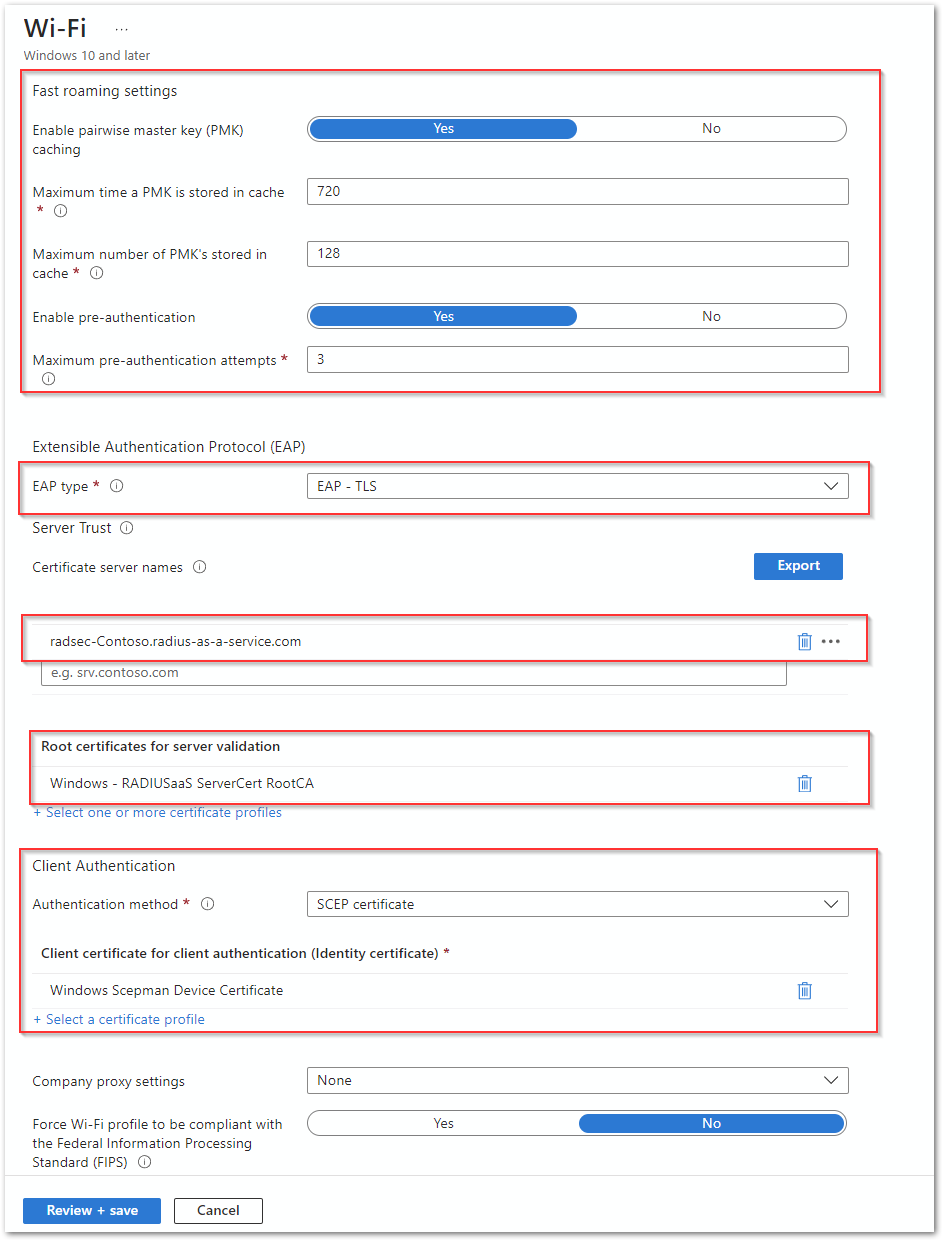 Wi-Fi ...
Windows 10 and later
Fast roaming settings
Enable pairwise master key (PMK)
caching
Yes
No
Maximum time a PMK is stored in cache
*
720
Maximum number of PMK's stored in
cache *
128
Enable pre-authentication
Yes
No
Maximum pre-authentication attempts *
3
Extensible Authentication Protocol (EAP)
EAP type *
EAP - TLS
Server Trust
Certificate server names
Export
radsec-Contoso.radius-as-a-service.com
e.g. srv.contoso.com
Root certificates for server validation
Windows - RADIUSaaS ServerCert RootCA
+ Select one or more certificate profiles
Client Authentication
Authentication method *
SCEP certificate
Client certificate for client authentication (Identity certificate) *
Windows Scepman Device Certificate
+ Select a certificate profile
Company proxy settings
None
Force Wi-Fi profile to be compliant with
the Federal Information Processing
Standard (FIPS)
Yes
No
Review + save
Cancel